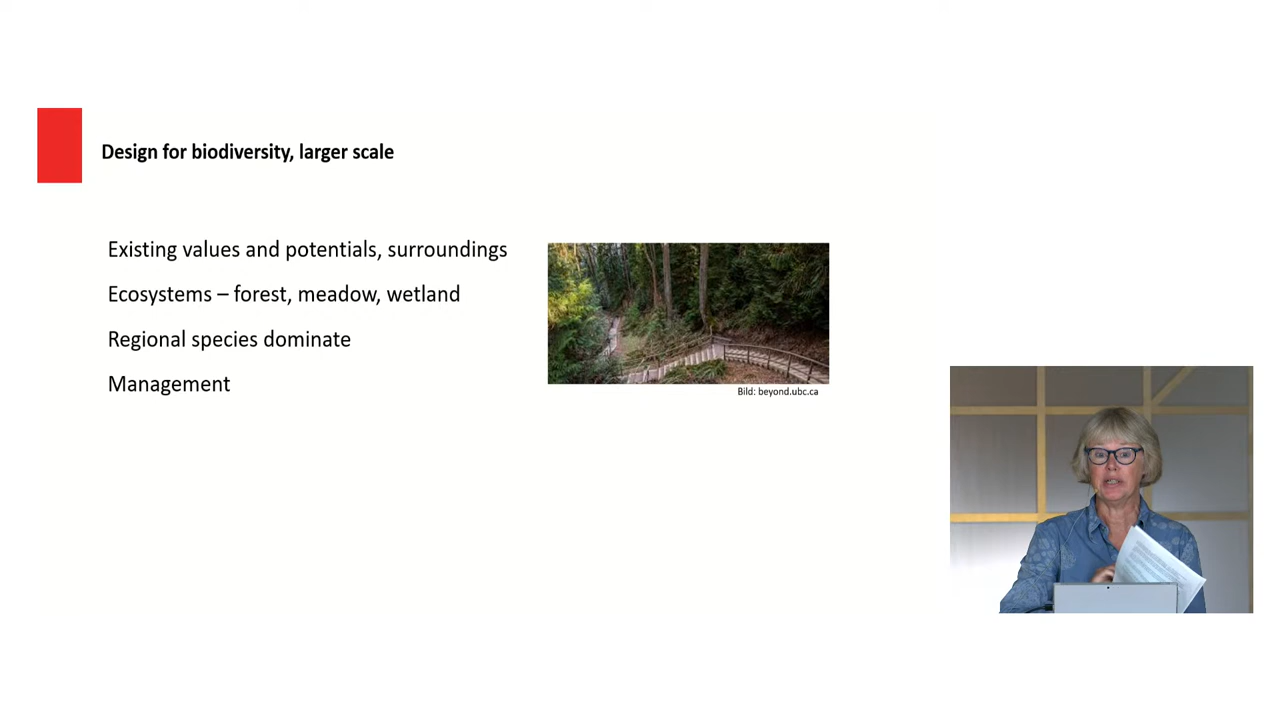 Design for biodiversity, larger scale
Existing values and potentials, surroundings
Ecosystems – forest, meadow, wetland
Regional species dominate
Management
Bild: beyond.ubc.ca